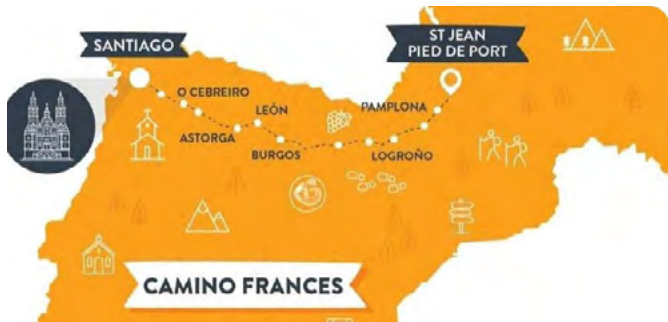 SANTIAGO
ST JEAN
PIED DE PORT
O CEBREIRO
LEÓN
PAMPLONA
ASTORGA
BURGOS
LOGROÑO
CAMINO FRANCES